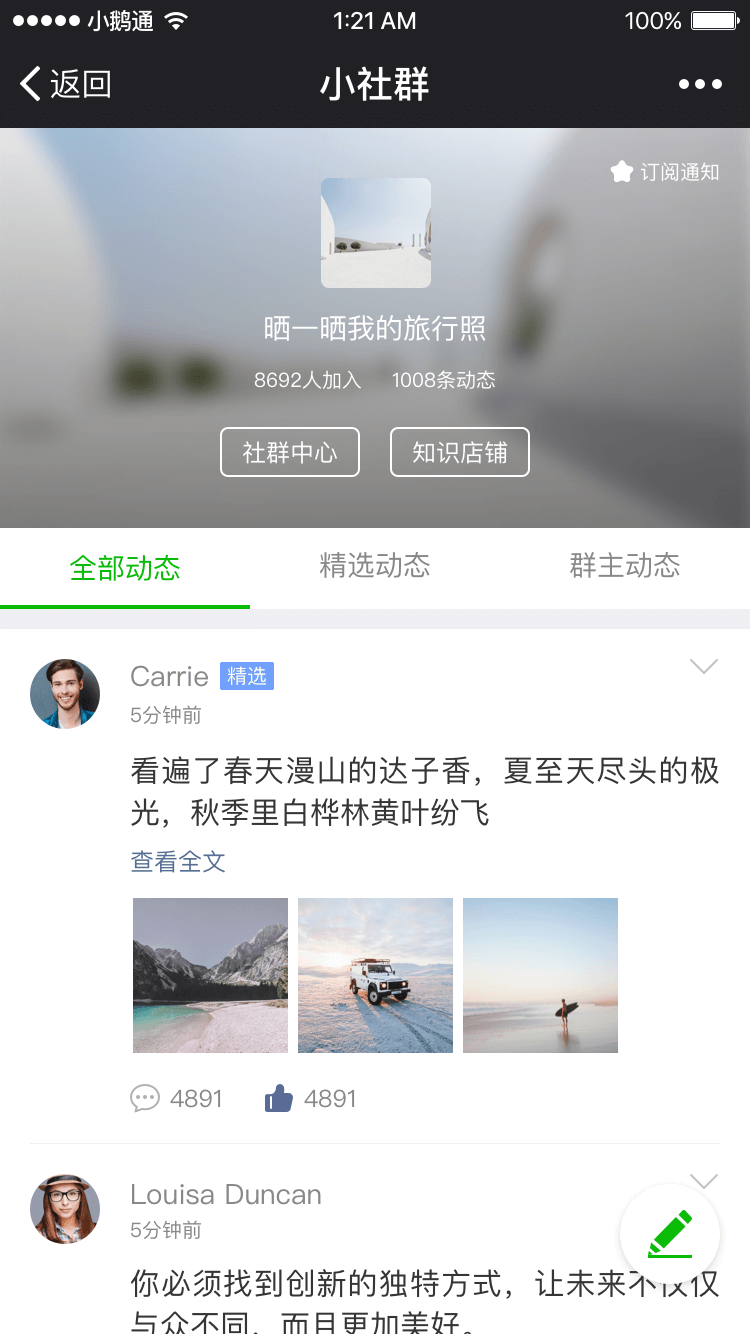 小鹅通
1:21 AM
100%
返回
小社群
订阅通知
晒一晒我的旅行照
8692人加入 1008条动态
社群中心
知识店铺
全部动态
精选动态
群主动态
Carrie 精选
5分钟前
看遍了春天漫山的达子香，夏至天尽头的极
光，秋季里白桦林黄叶纷飞
查看全文
4891
4891
Louisa Duncan
5分钟前
你必须找到创新的独特方式，让未来不仅仅
与众不同，而且更加美好。